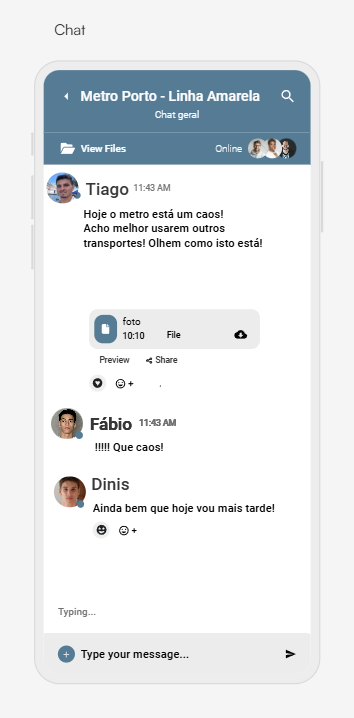 Chat
Metro Porto - Linha Amarela
Chat geral
View Files
Online
Tiago 11:43 AM
Hoje o metro está um caos!
Acho melhor usarem outros
transportes! Olhem como isto está!
foto
10:10 File
Preview Share
+ .
Fábio 11:43 AM
!!!!! Que caos!
Dinis
Ainda bem que hoje vou mais tarde!
+
Typing...
+ Type your message...